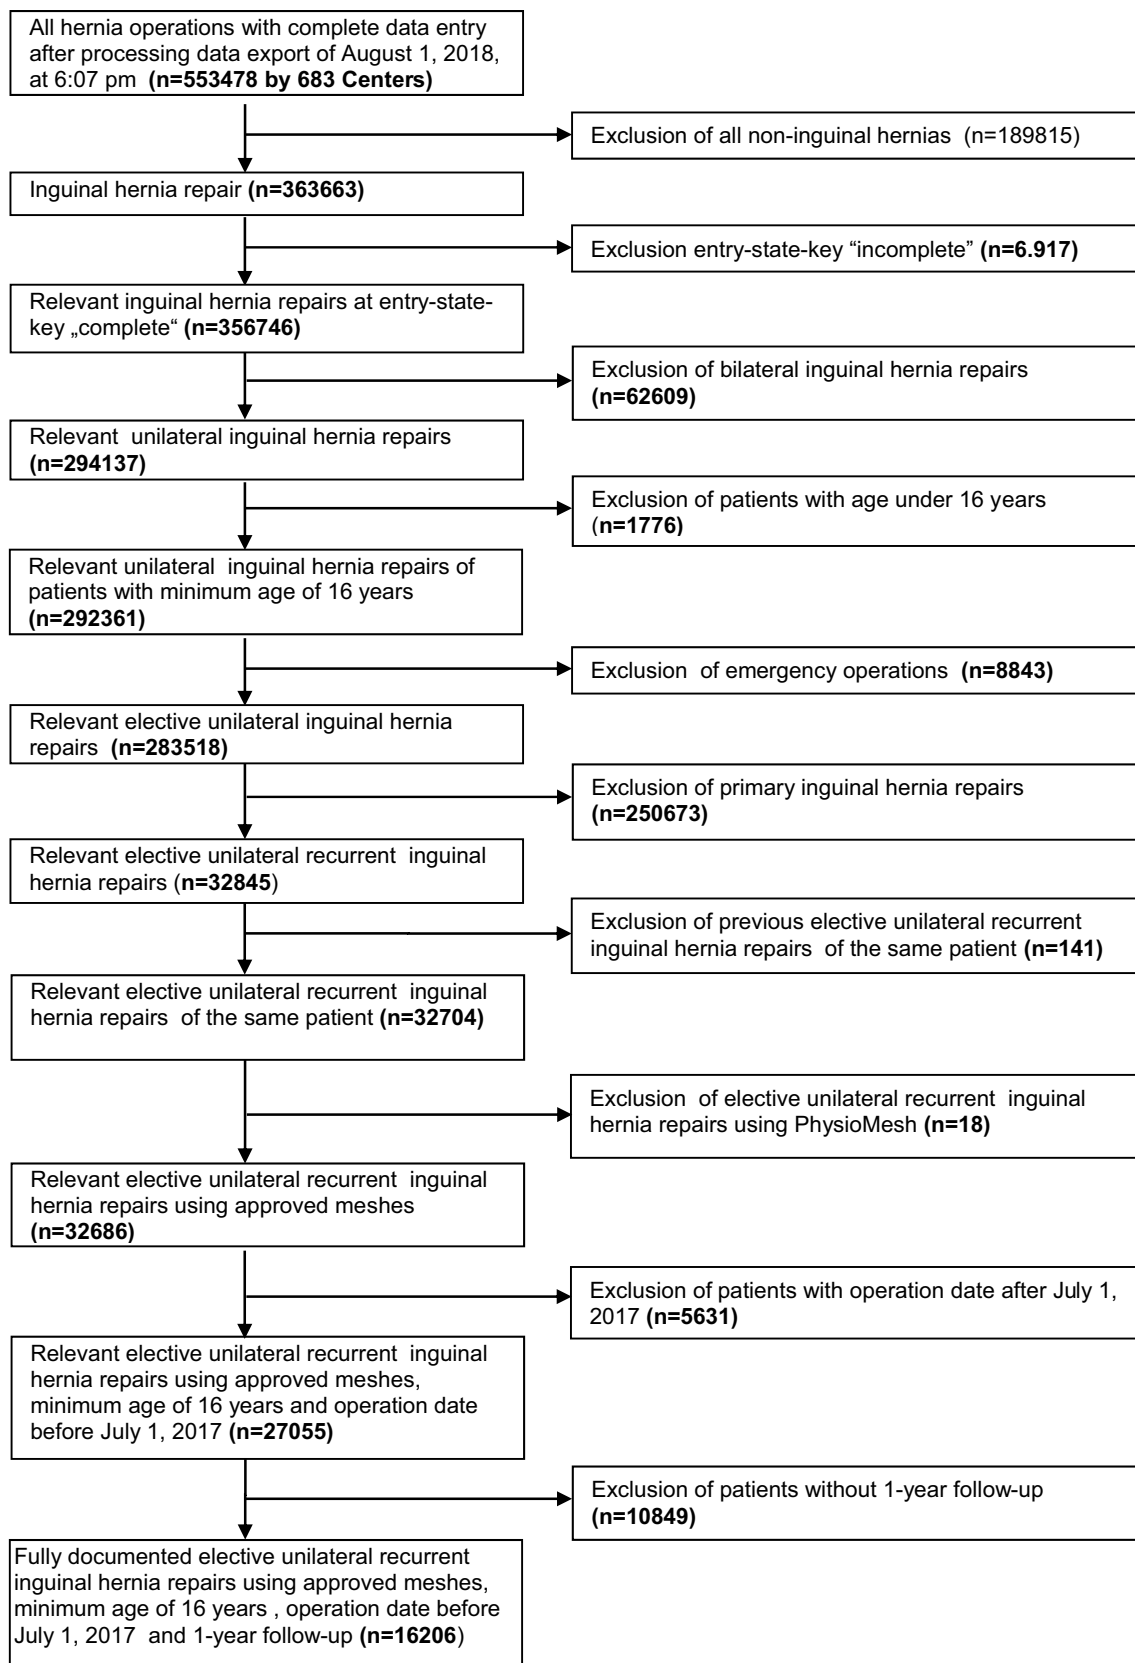 All hernia operations with complete data entry
after processing data export of August 1, 2018,
at 6:07 pm (n=553478 by 683 Centers)
Exclusion of all non-inguinal hernias (n=189815)
Inguinal hernia repair (n=363663)
Exclusion entry-state-key “incomplete” (n=6.917)
Relevant inguinal hernia repairs at entry-state-
key „complete“ (n=356746)
Exclusion of bilateral inguinal hernia repairs
(n=62609)
Relevant unilateral inguinal hernia repairs
(n=294137)
Exclusion of patients with age under 16 years
(n=1776)
Relevant unilateral inguinal hernia repairs of
patients with minimum age of 16 years
(n=292361)
Exclusion of emergency operations (n=8843)
Relevant elective unilateral inguinal hernia
repairs (n=283518)
Exclusion of primary inguinal hernia repairs
(n=250673)
Relevant elective unilateral recurrent inguinal
hernia repairs (n=32845)
Exclusion of previous elective unilateral recurrent
inguinal hernia repairs of the same patient (n=141)
Relevant elective unilateral recurrent inguinal
hernia repairs of the same patient (n=32704)
Exclusion of elective unilateral recurrent inguinal
hernia repairs using PhysioMesh (n=18)
Relevant elective unilateral recurrent inguinal
hernia repairs using approved meshes
(n=32686)
Exclusion of patients with operation date after July 1,
2017 (n=5631)
Relevant elective unilateral recurrent inguinal
hernia repairs using approved meshes,
minimum age of 16 years and operation date
before July 1, 2017 (n=27055)
Exclusion of patients without 1-year follow-up
(n=10849)
Fully documented elective unilateral recurrent
inguinal hernia repairs using approved meshes,
minimum age of 16 years , operation date before
July 1, 2017 and 1-year follow-up (n=16206)